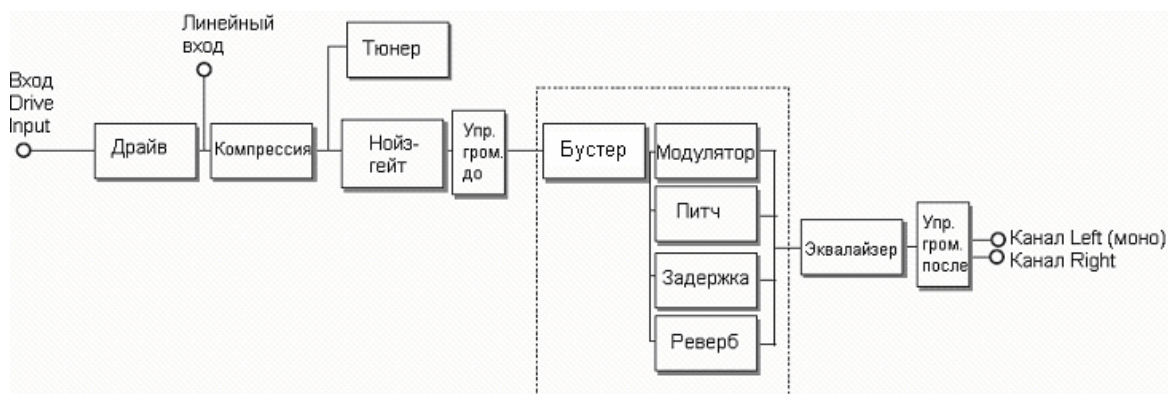 Линейный
вход
Тюнер
Вход
Drive
Input
Драйв
Компрессия
Нойз-
гейт
Упр.
гром.
до
Бустер
Модулятор
Питч
Задержка
Реверб
Эквалайзер
Упр.
гром.
после
Канал Left (моно)
Канал Right